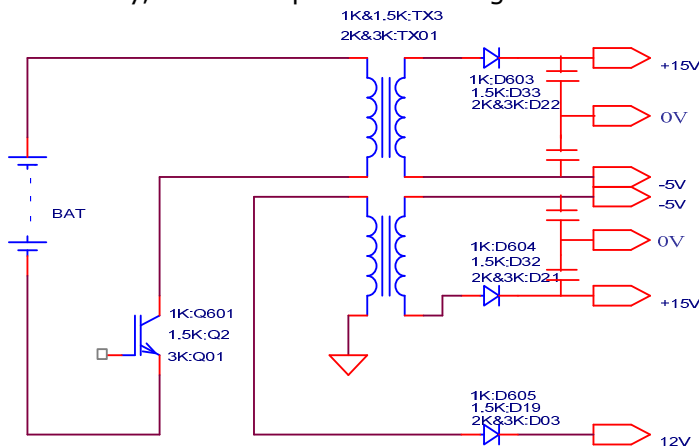 1K&1.5K:TX3
2K&3K:TX01
1K:D603
1.5K:D33
2K&3K:D22
+15V
0V
-5V
-5V
BAT
0V
1K:D604
1.5K:D32
2K&3K:D21
+15V
1K:Q601
1.5K:Q2
3K:Q01
1K:D605
1.5K:D19
2K&3K:D03
12V